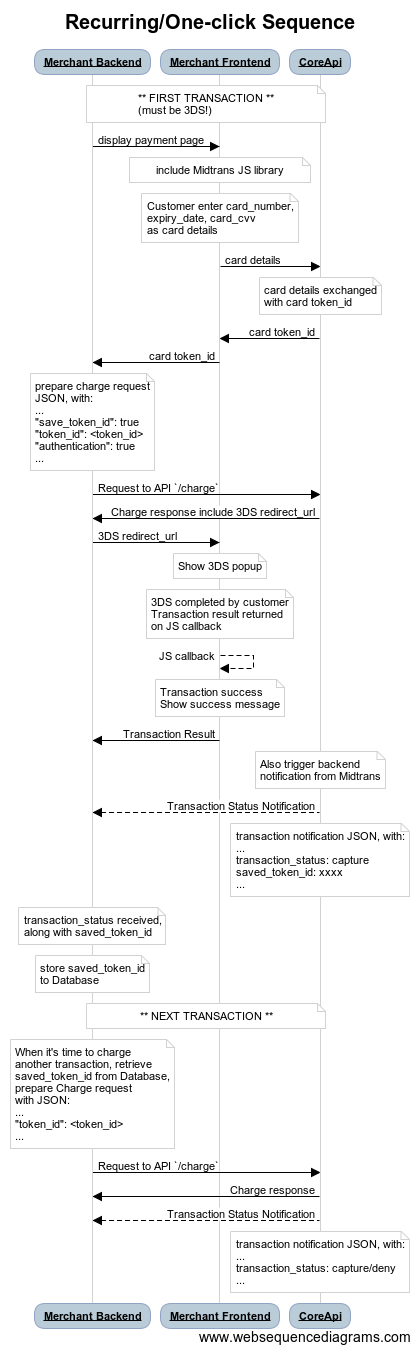 Recurring/One-click Sequence
Merchant Backend
Merchant Frontend
CoreApi
** FIRST TRANSACTION **
(must be 3DS!)
display payment page
include Midtrans JS library
Customer enter card_number,
expiry_date, card_cvv
as card details
card details
card details exchanged
with card token_id
card token_id
card token_id
prepare charge request
JSON, with:
...
"save_token_id": true
"token_id": <token_id>
"authentication": true
...
Request to API `/charge`
Charge response include 3DS redirect_url
3DS redirect_url
Show 3DS popup
3DS completed by customer
Transaction result returned
on JS callback
JS callback
Transaction success
Show success message
Transaction Result
Also trigger backend
notification from Midtrans
Transaction Status Notification
transaction notification JSON, with:
...
transaction_status: capture
saved_token_id: xxxx
...
transaction_status received,
along with saved_token_id
store saved_token_id
to Database
** NEXT TRANSACTION **
When it's time to charge
another transaction, retrieve
saved_token_id from Database,
prepare Charge request
with JSON:
...
"token_id": <token_id>
...
Request to API `/charge`
Charge response
Transaction Status Notification
transaction notification JSON, with:
...
transaction_status: capture/deny
...
Merchant Backend
Merchant Frontend
CoreApi
www.websequencediagrams.com